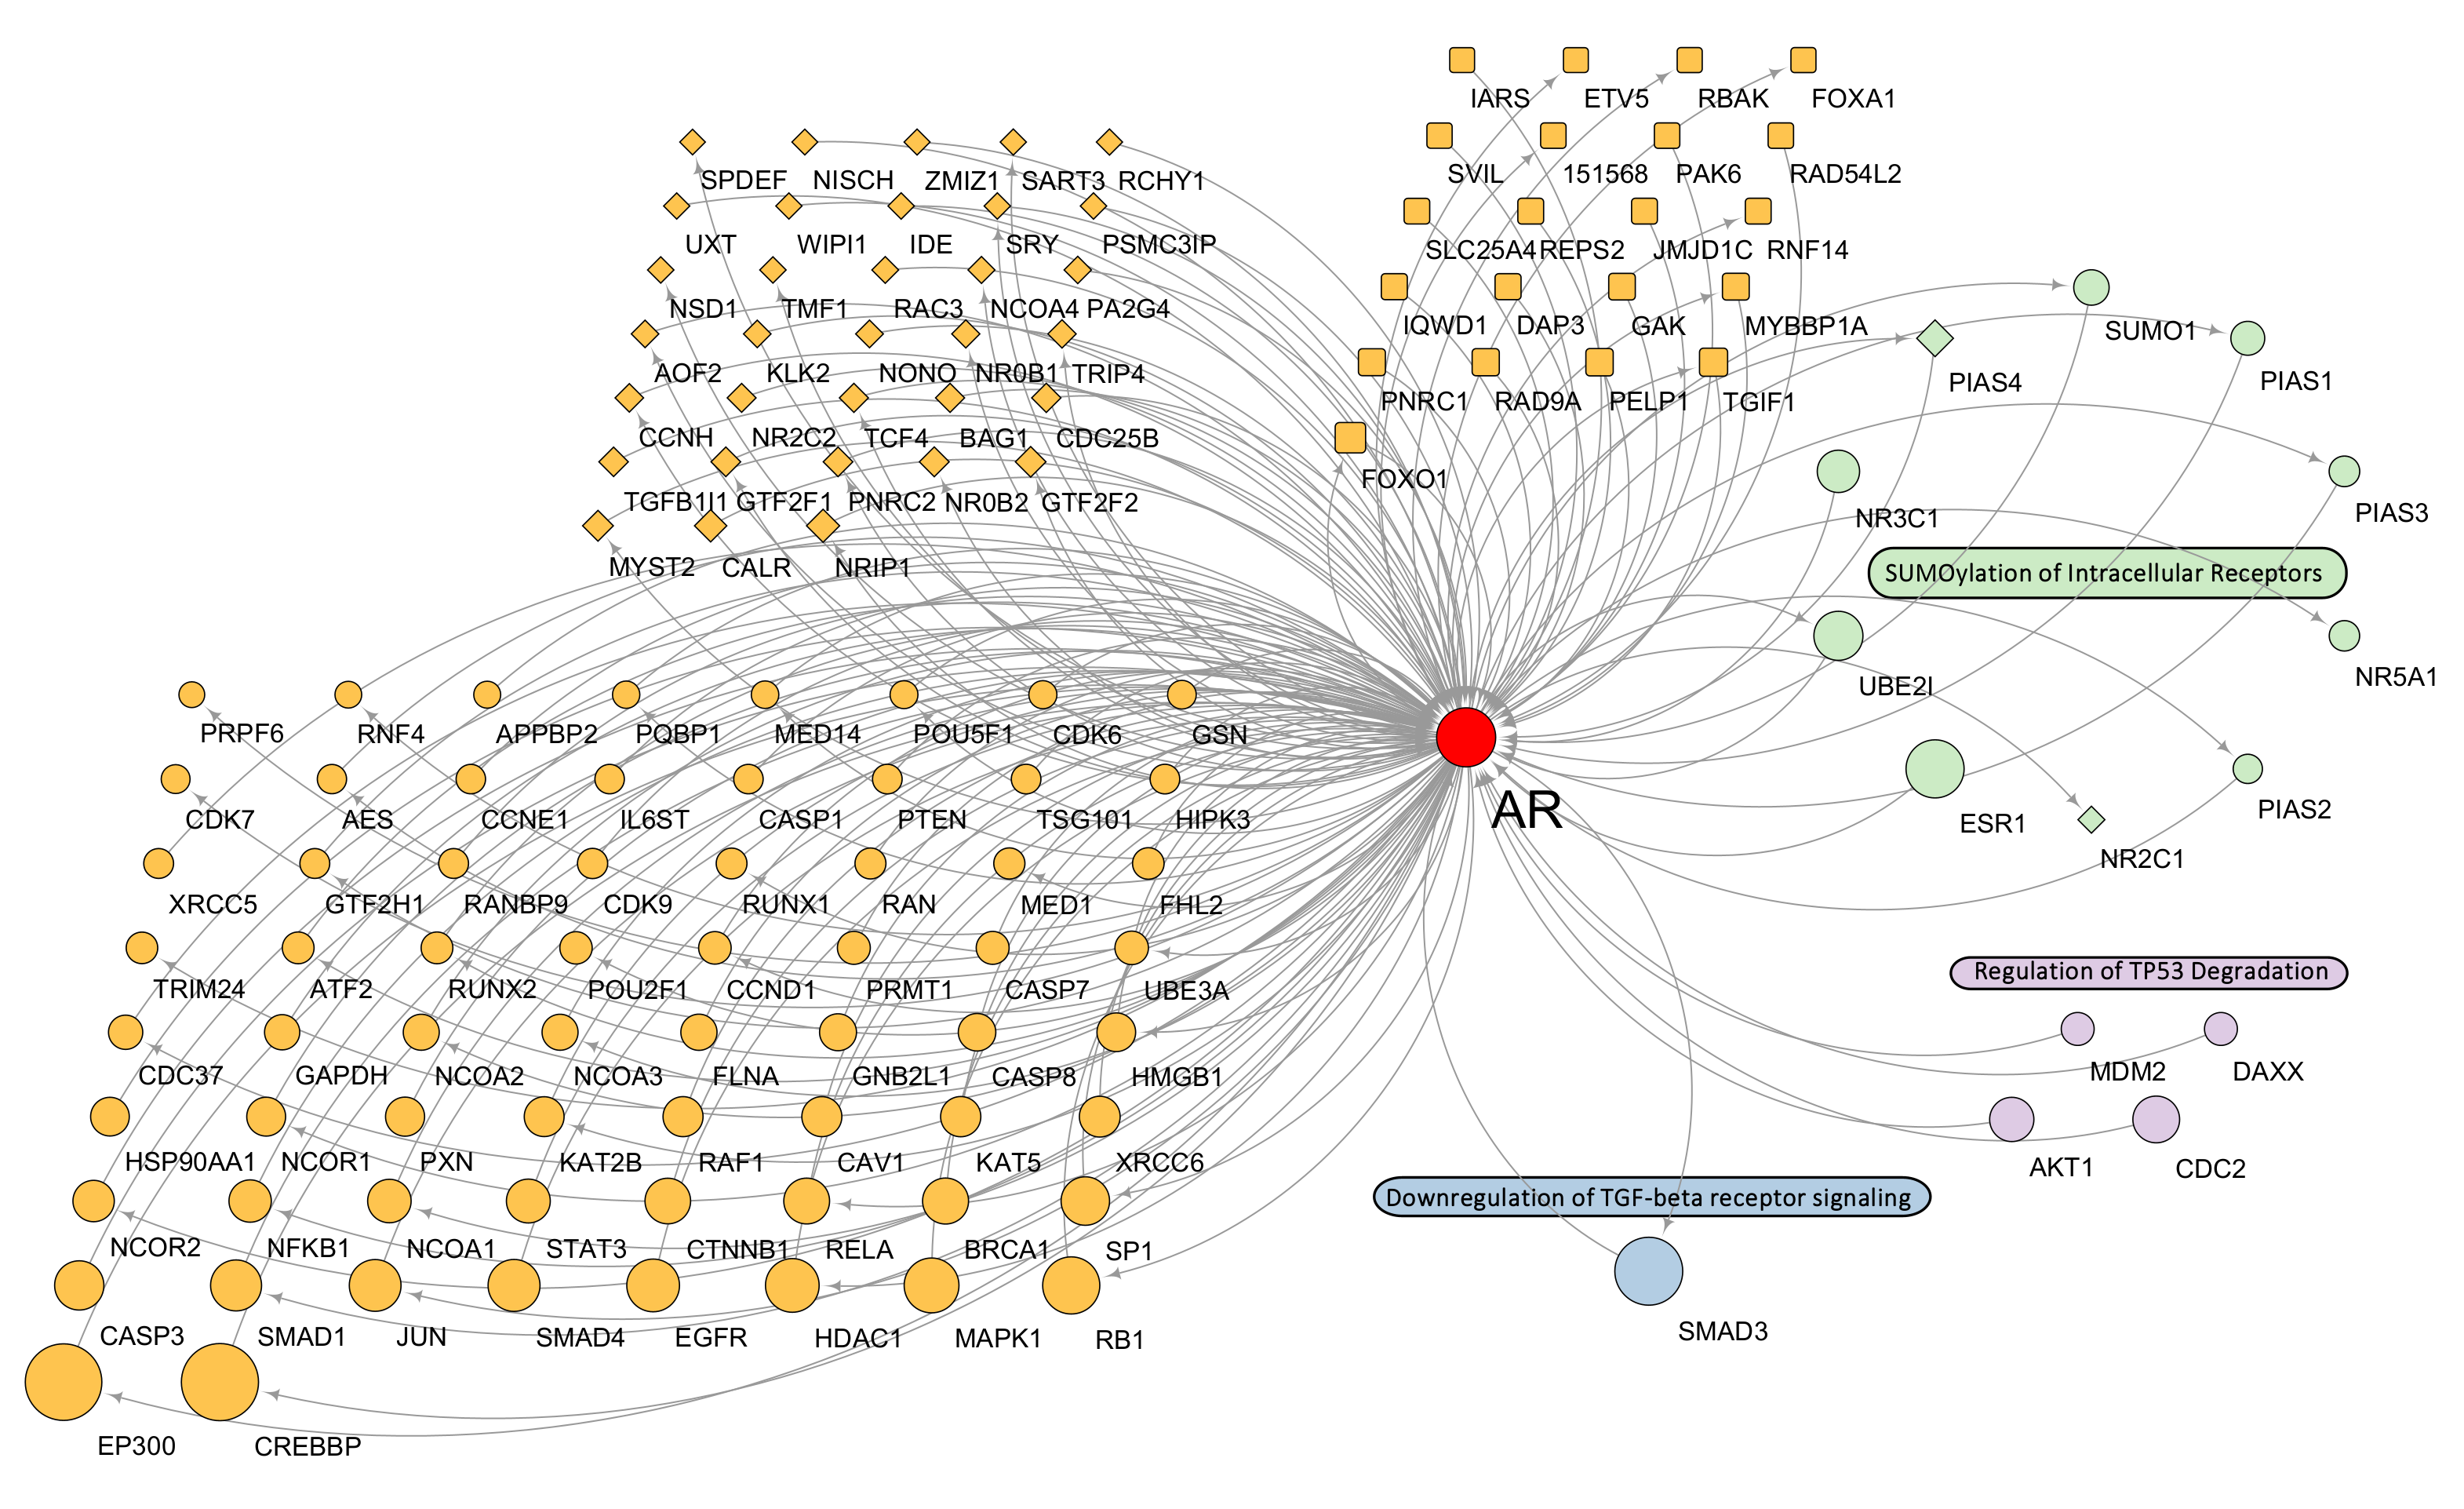 IARS ETV5 RBAK FOXA1
SPDEF NISCH ZMIZ1 SART3 RCHY1 SVIL 151568 PAK6 RAD54L2
UXT WIPI1 IDE SRY PSMC3IP SLC25A4 REPS2 JMJD1C RNF14
NSD1 TMF1 RAC3 NCOA4 PA2G4 IQWD1 DAP3 GAK MYBBP1A SUMO1
AOF2 KLK2 NONO NR0B1 TRIP4 PNRC1 RAD9A PELP1 TGIF1 PIAS4 PIAS1
CCNH NR2C2 TCF4 BAG1 CDC25B
FOXO1
TGFB1I1 GTF2F1 PNRC2 NR0B2 GTF2F2 NR3C1 PIAS3
MYST2 CALR NRIP1 SUMOylation of Intracellular Receptors
UBE2I NR5A1
PRPF6 RNF4 APPBP2 PQBP1 MED14 POU5F1 CDK6 GSN
CDK7 AES CCNE1 IL6ST CASP1 PTEN TSG101 HIPK3 AR ESR1 PIAS2
NR2C1
XRCC5 GTF2H1 RANBP9 CDK9 RUNX1 RAN MED1 FHL2
TRIM24 ATF2 RUNX2 POU2F1 CCND1 PRMT1 CASP7 UBE3A Regulation of TP53 Degradation
CDC37 GAPDH NCOA2 NCOA3 FLNA GNB2L1 CASP8 HMGB1 MDM2 DAXX
HSP90AA1 NCOR1 PXN KAT2B RAF1 CAV1 KAT5 XRCC6 AKT1 CDC2
Downregulation of TGF-beta receptor signaling
NCOR2 NFKB1 NCOA1 STAT3 CTNNB1 RELA BRCA1 SP1
CASP3 SMAD1 JUN SMAD4 EGFR HDAC1 MAPK1 RB1 SMAD3
EP300 CREBBP